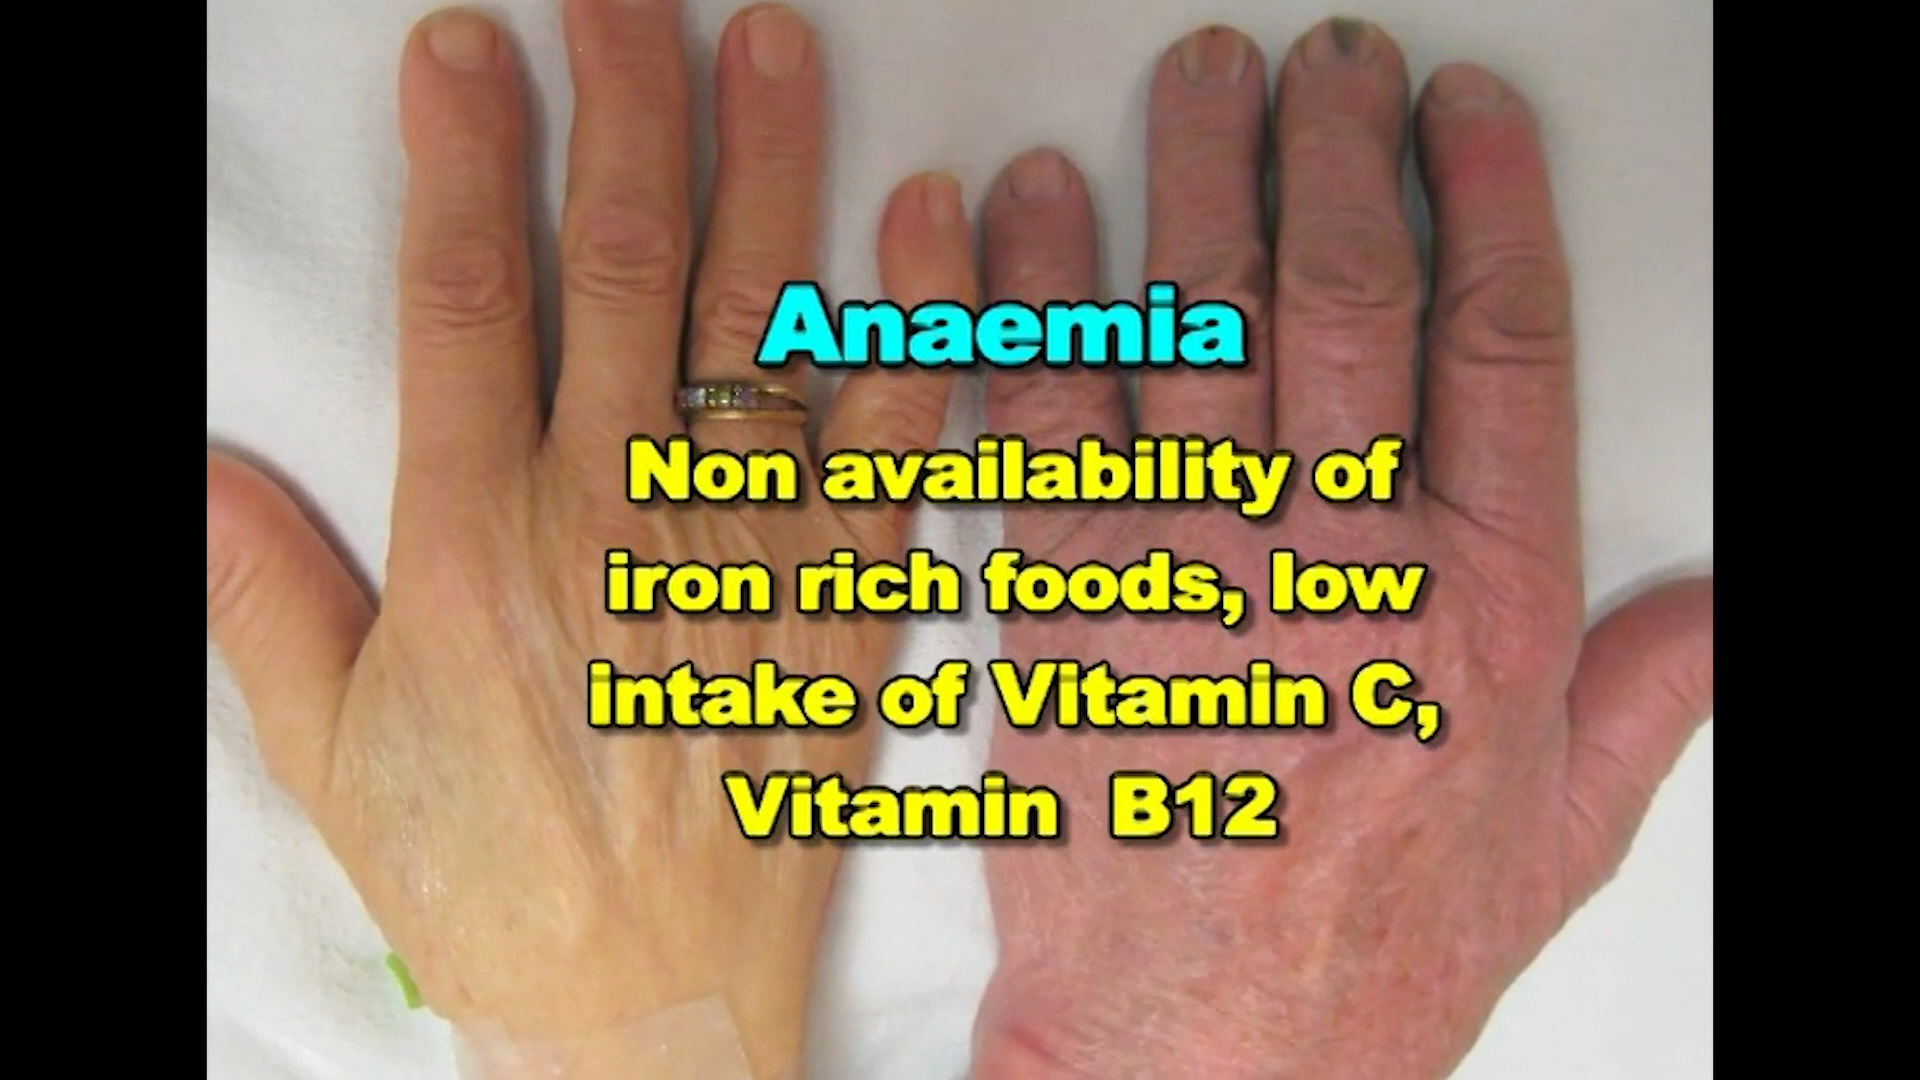 Anaemia
Non availability of
iron rich foods, low
intake of Vitamin C,
Vitamin B12